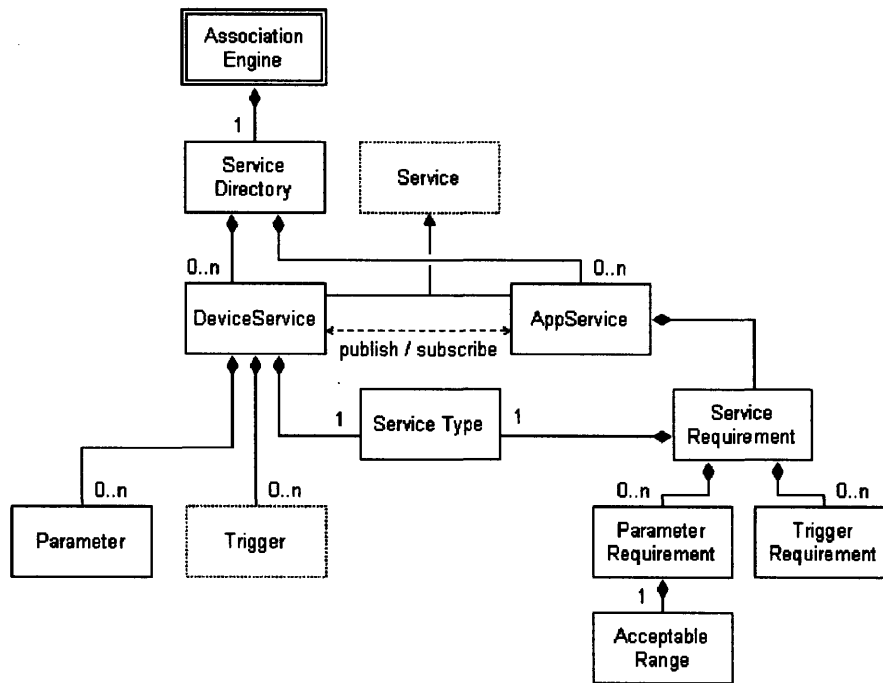 Association
Engine
1
Service
Directory
Service
0..n
0..n
DeviceService
AppService
publish / subscribe
1
Service Type
1
Service
Requirement
0..n
0..n
0..n
0..n
Parameter
Trigger
Parameter
Requirement
Trigger
Requirement
1
Acceptable
Range